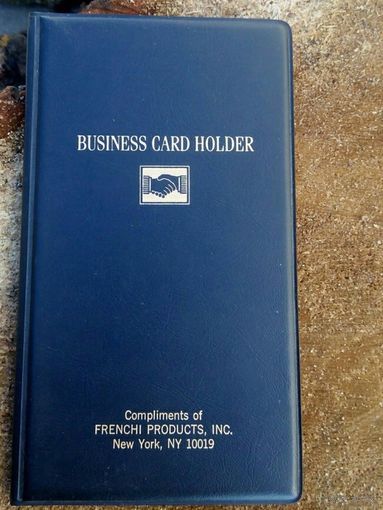 BUSINESS CARD HOLDER
Compliments of
FRENCHI PRODUCTS, INC.
New York, NY 10019